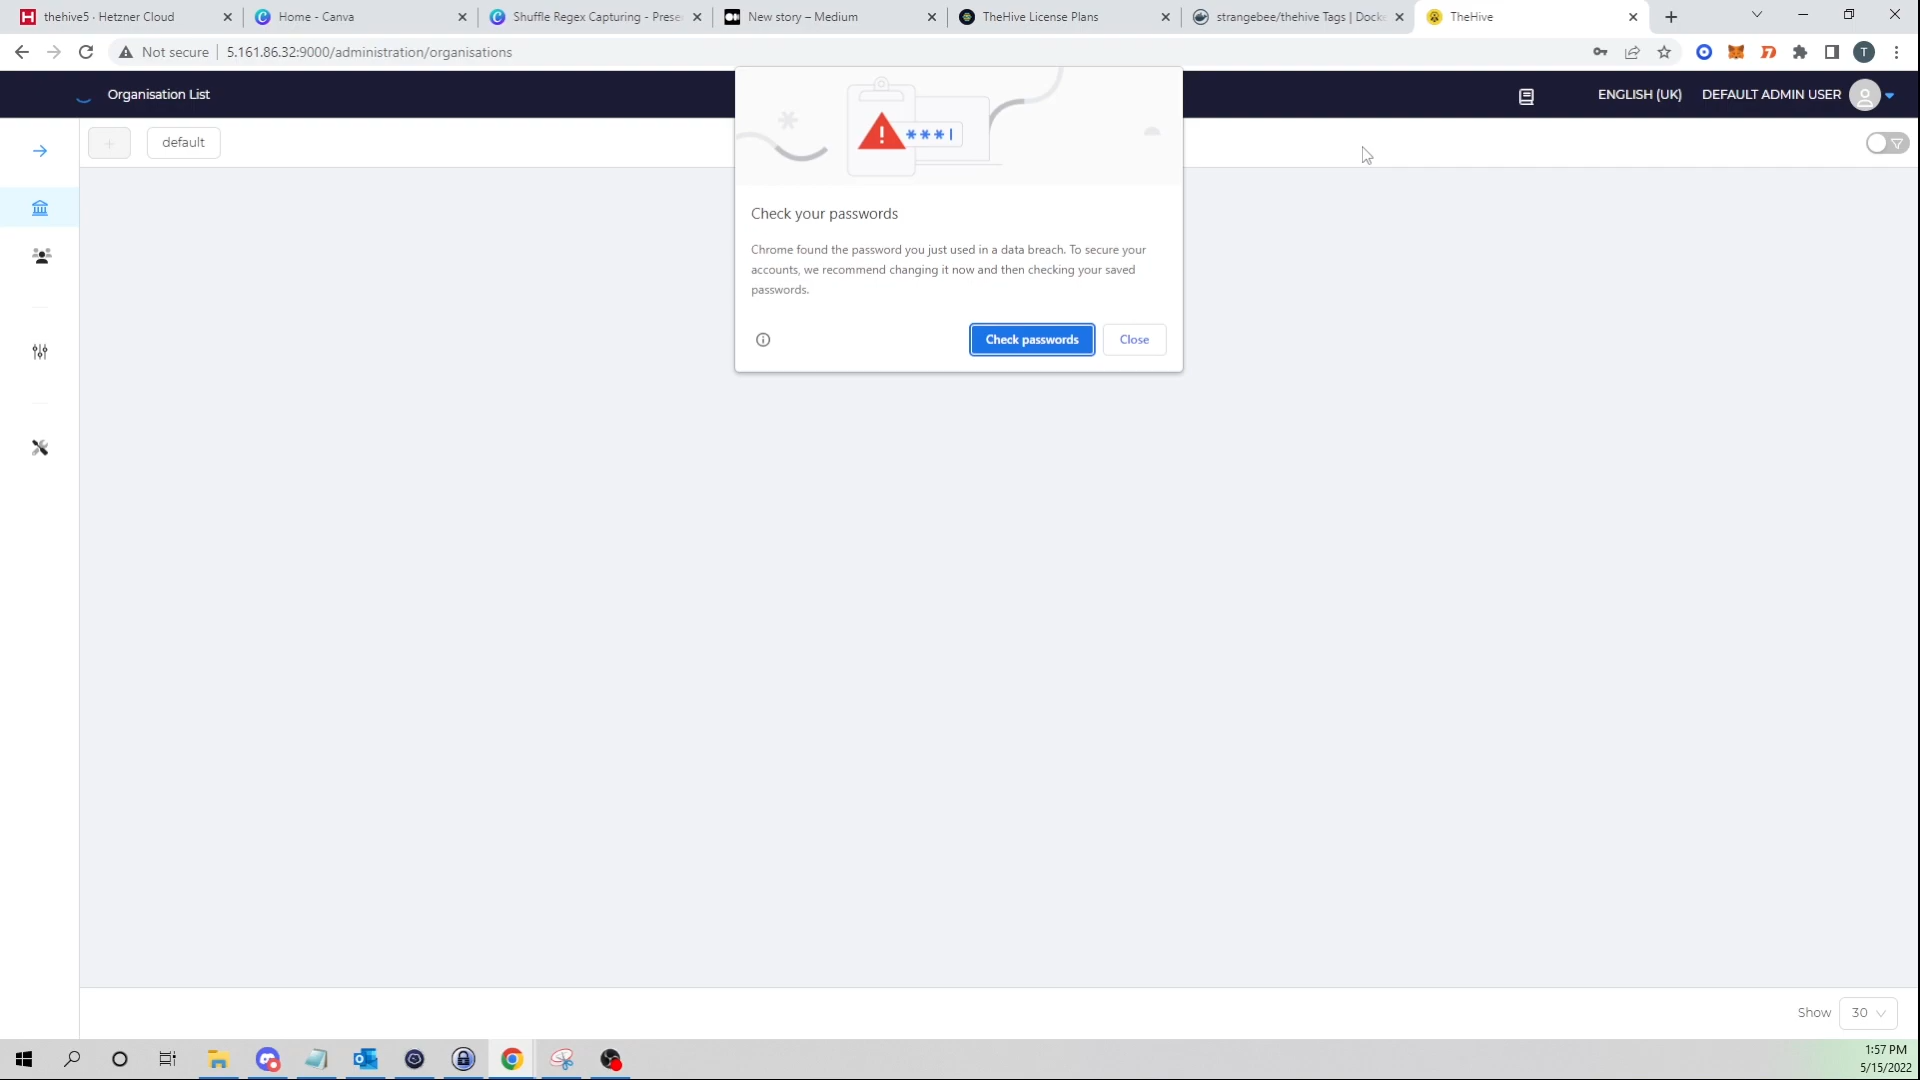 thehive5 · Hetzner Cloud
Home - Canva
Shuffle Regex Capturing - Prese
New story – Medium
TheHive License Plans
strangebee/thehive Tags | Docke
TheHive
Not secure
5.161.86.32:9000/administration/organisations
T
Organisation List
ENGLISH (UK)
DEFAULT ADMIN USER
default
***
Check your passwords
Chrome found the password you just used in a data breach. To secure your
accounts, we recommend changing it now and then checking your saved
passwords.
Check passwords
Close
Show
30
1:57 PM
5/15/2022